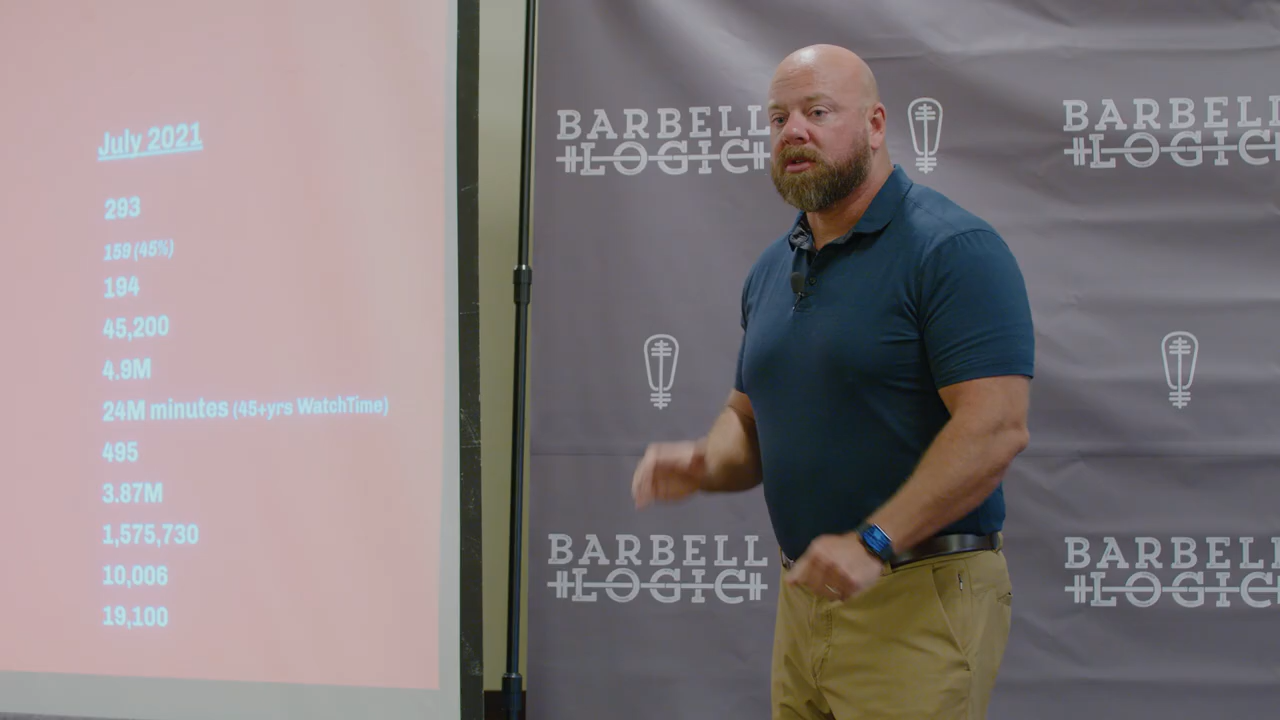 July 2021
293
159 (45%)
194
45,200
4.9M
24M minutes (45+yrs WatchTime)
495
3.87M
1,575,730
10,006
19,100
BARBELL
LOGIC
BARBELL
LOGIC
BARBELL
LOGIC
BARBELL
LOGIC